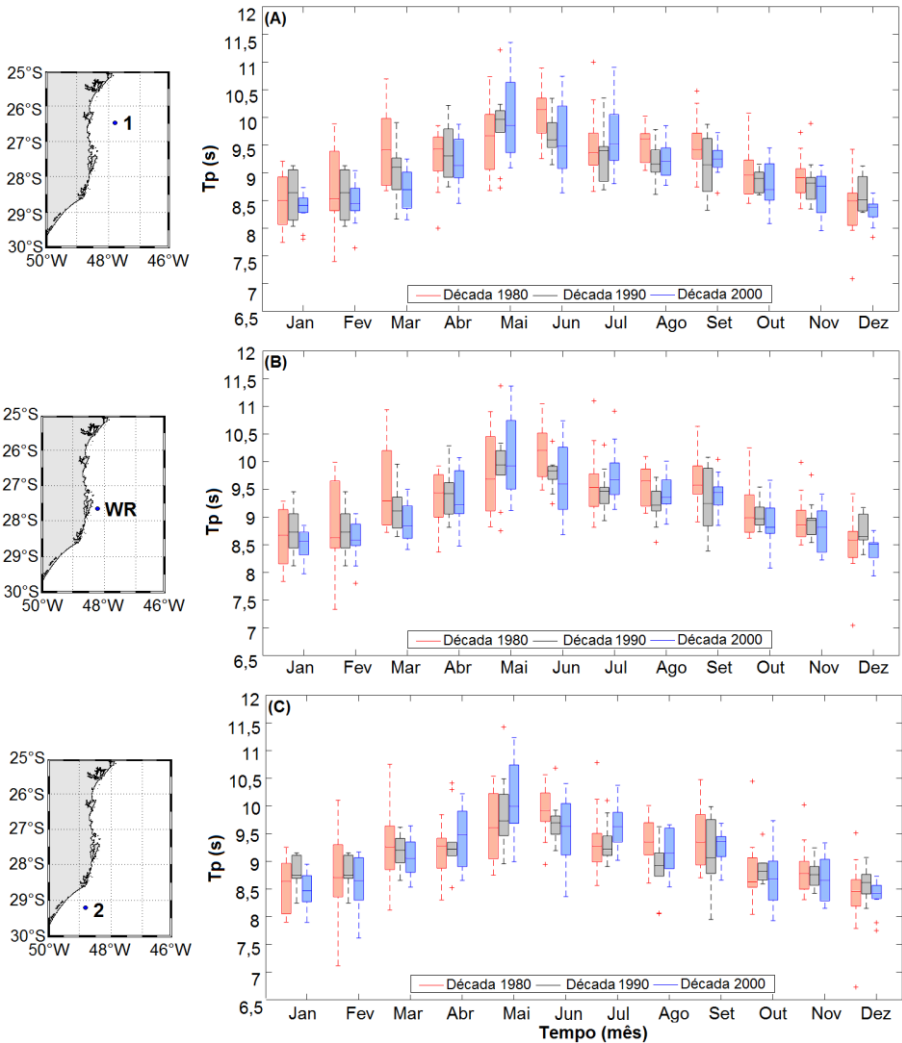 (A)
12
11,5
11
10,5
10
9,5
9
8,5
8
7,5
7
6,5
Tp (s)
Década 1980 Década 1990 Década 2000
Jan Fev Mar Abr Mai Jun Jul Ago Set Out Nov Dez
25°S
26°S
27°S
28°S
29°S
30°S
50°W 48°W 46°W
1
(B)
12
11,5
11
10,5
10
9,5
9
8,5
8
7,5
7
6,5
Tp (s)
Década 1980 Década 1990 Década 2000
Jan Fev Mar Abr Mai Jun Jul Ago Set Out Nov Dez
25°S
26°S
27°S
28°S
29°S
30°S
50°W 48°W 46°W
WR
(C)
12
11,5
11
10,5
10
9,5
9
8,5
8
7,5
7
6,5
Tp (s)
Década 1980 Década 1990 Década 2000
Jan Fev Mar Abr Mai Jun Jul Ago Set Out Nov Dez
Tempo (mês)
25°S
26°S
27°S
28°S
29°S
30°S
50°W 48°W 46°W
2